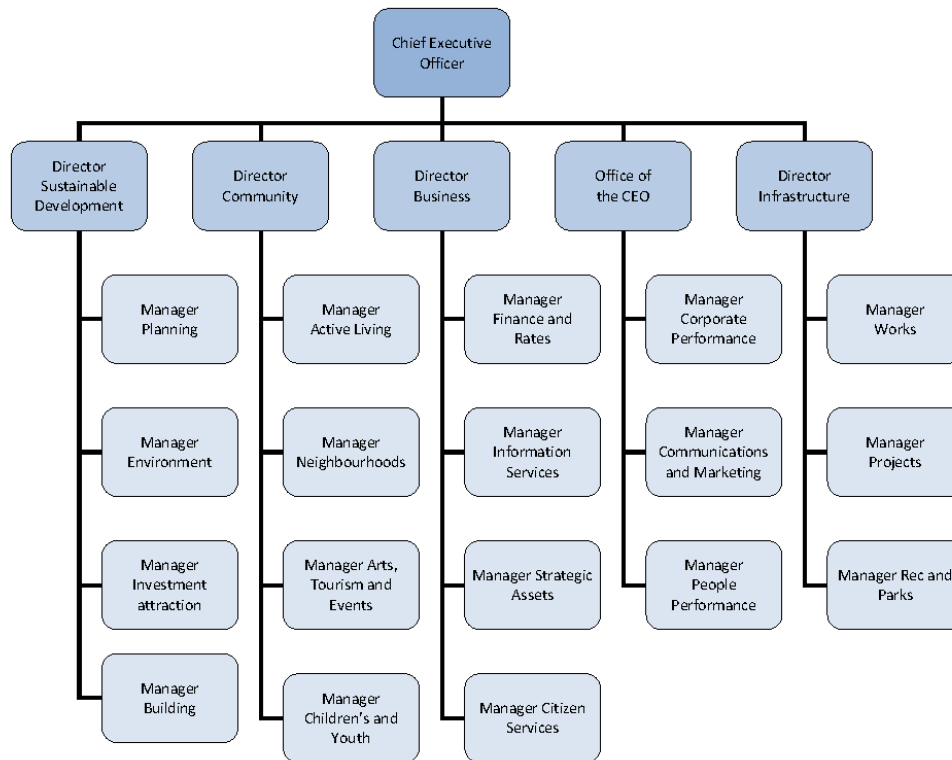 Chief Executive
Officer
Director
Sustainable
Development
Director
Community
Director
Business
Office of
the CEO
Director
Infrastructure
Manager
Planning
Manager
Active Living
Manager
Finance and
Rates
Manager
Corporate
Performance
Manager
Works
Manager
Environment
Manager
Neighbourhoods
Manager
Information
Services
Manager
Communications
and Marketing
Manager
Projects
Manager
Investment
attraction
Manager Arts,
Tourism and
Events
Manager Strategic
Assets
Manager
People
Performance
Manager Rec and
Parks
Manager
Building
Manager
Children's and
Youth
Manager Citizen
Services